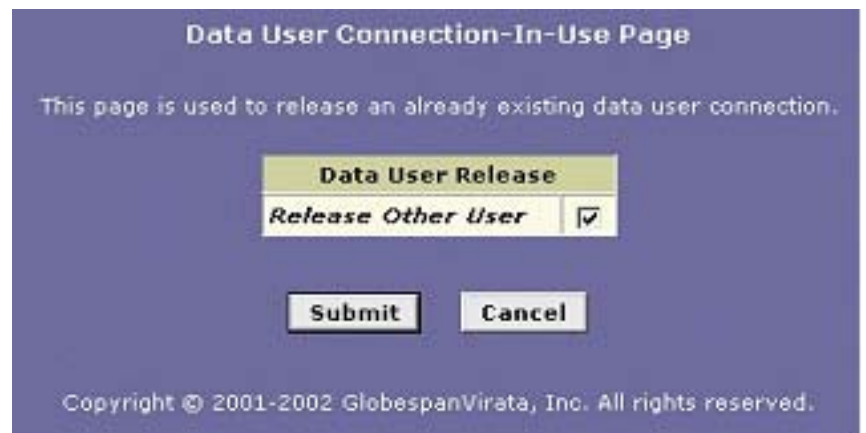 Data User Connection-In-Use Page
This page is used to release an already existing data user connection.
Data User Release
Release Other User
Submit Cancel
Copyright © 2001-2002 GlobespanVirata, Inc. All rights reserved.